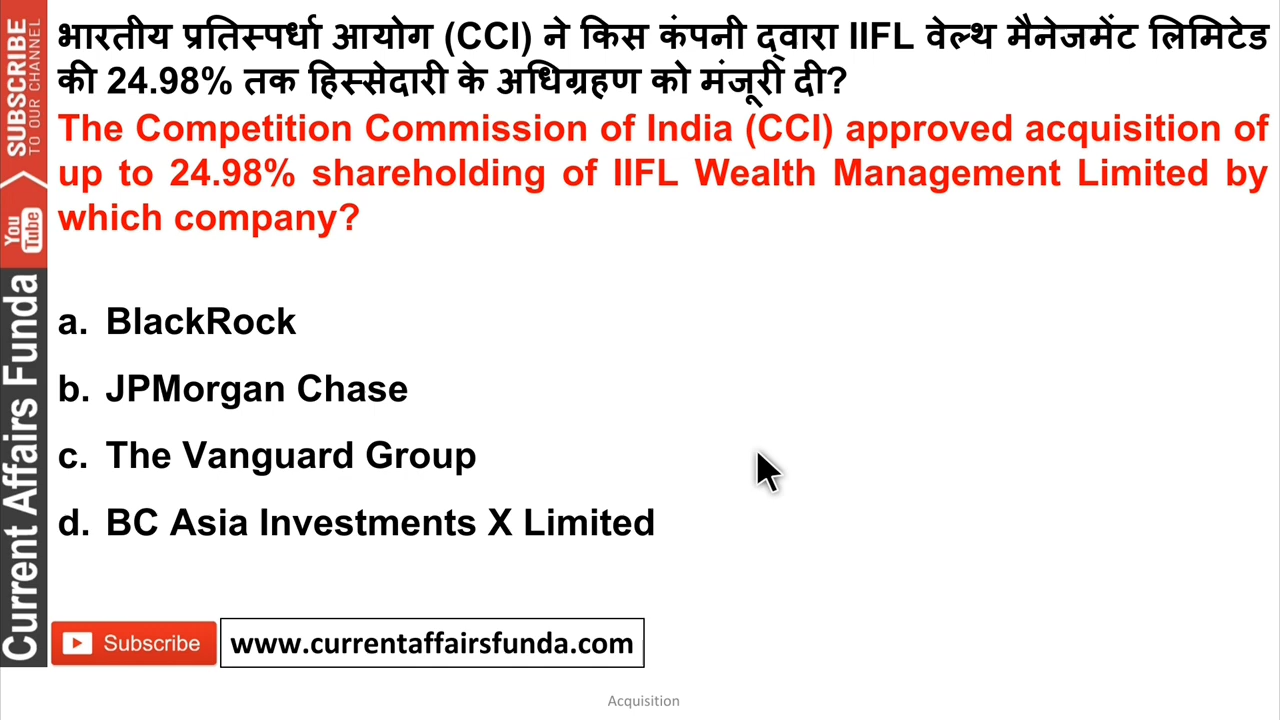 भारतीय प्रतिस्पर्धा आयोग (CCI) ने किस कंपनी द्वारा IIFL वेल्थ मैनेजमेंट लिमिटेड
की 24.98% तक हिस्सेदारी के अधिग्रहण को मंजूरी दी?
The Competition Commission of India (CCI) approved acquisition of
up to 24.98% shareholding of IIFL Wealth Management Limited by
which company?
a. BlackRock
b. JPMorgan Chase
c. The Vanguard Group
d. BC Asia Investments X Limited
SUBSCRIBE
TO OUR CHANNEL
You
Tube
Current Affairs Funda
Subscribe
www.currentaffairsfunda.com
Acquisition